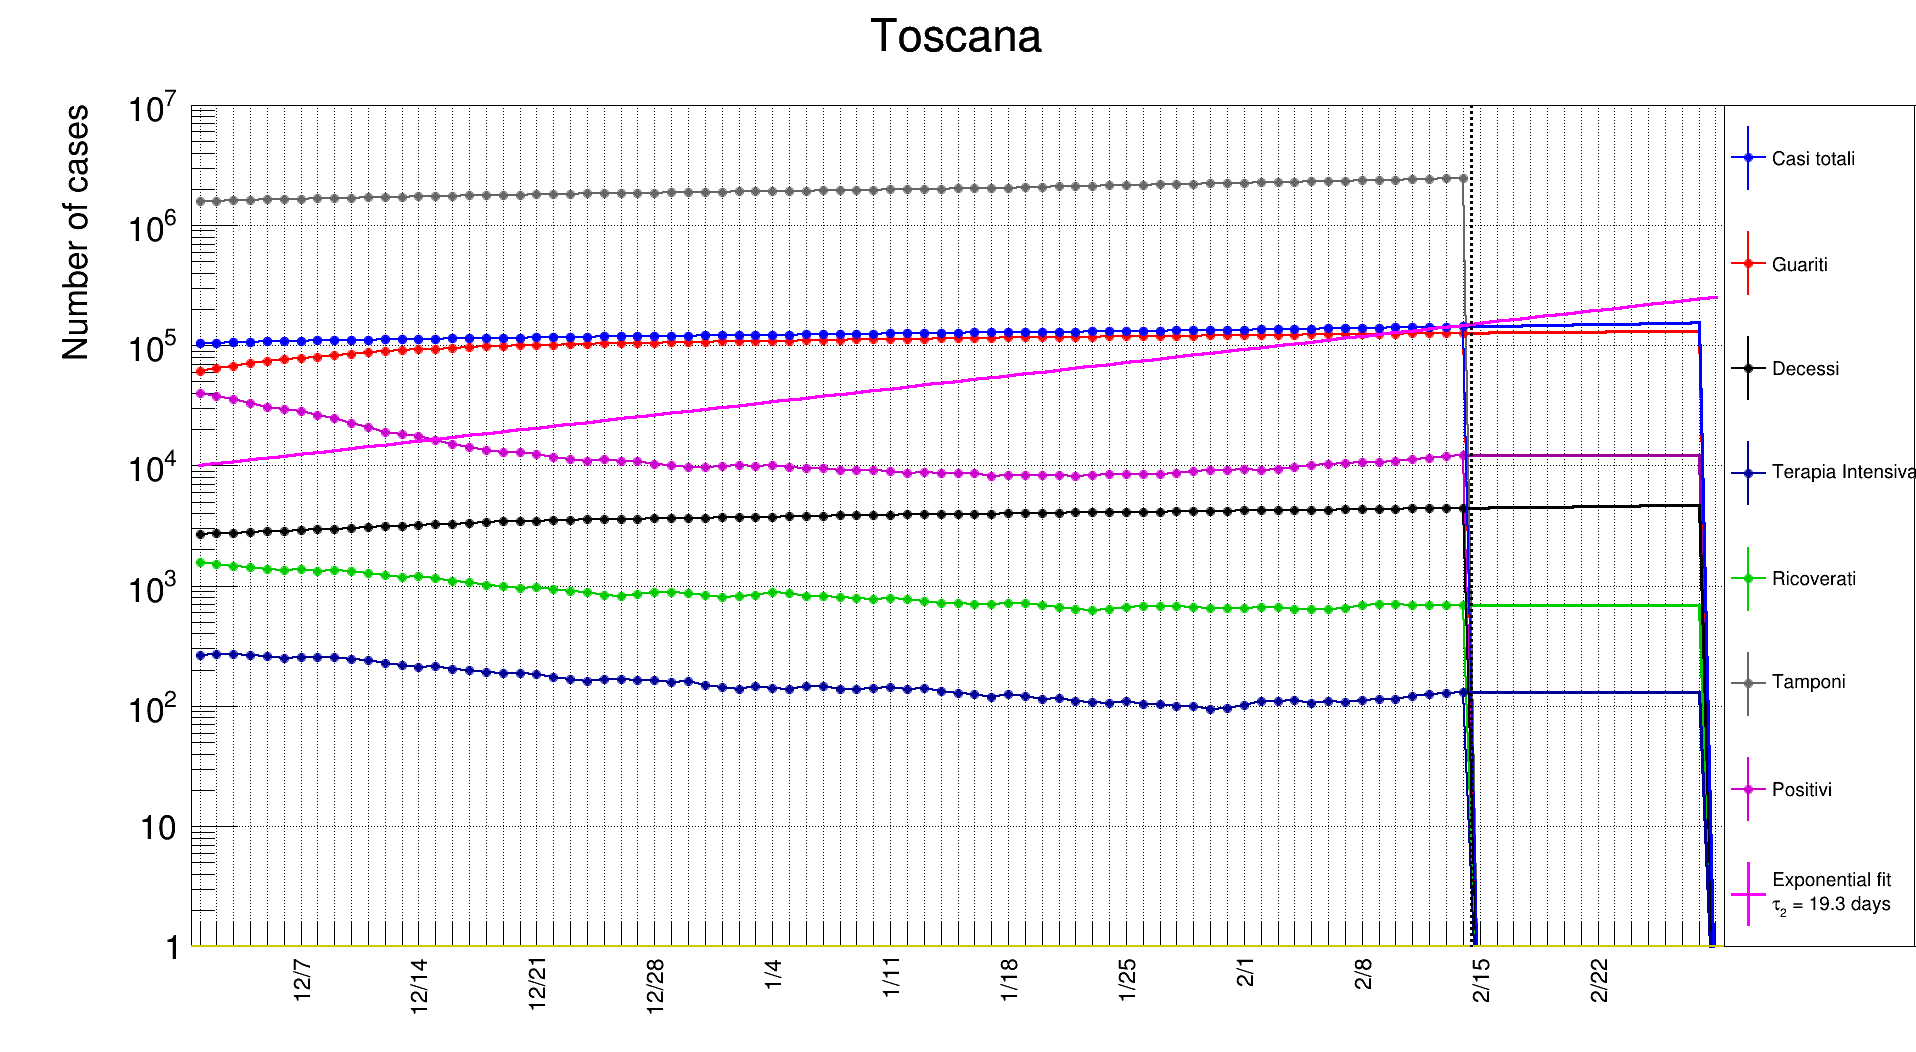 Toscana
Number of cases
10^7
10^6
10^5
10^4
10^3
10^2
10
1
12/7
12/14
12/21
12/28
1/4
1/11
1/18
1/25
2/1
2/8
2/15
2/22
Casi totali
Guariti
Decessi
Terapia Intensiva
Ricoverati
Tamponi
Positivi
Exponential fit
τ₂ = 19.3 days